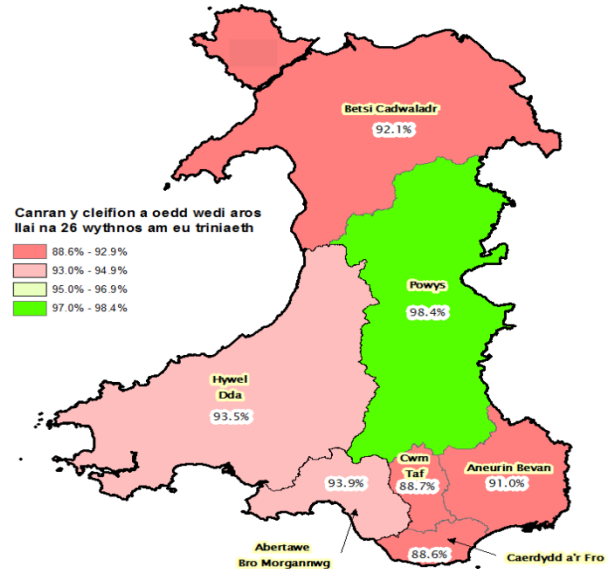 Betsi Cadwaladr
92.1%
Canran y cleifion a oedd wedi aros
llai na 26 wythnos am eu triniaeth
88.6% - 92.9%
93.0% - 94.9%
95.0% - 96.9%
97.0% - 98.4%
Powys
98.4%
Hywel
Dda
93.5%
Cwm
Taf
88.7%
Aneurin Bevan
91.0%
93.9%
Abertawe
Bro Morgannwg
88.6%
Caerdydd a'r Fro